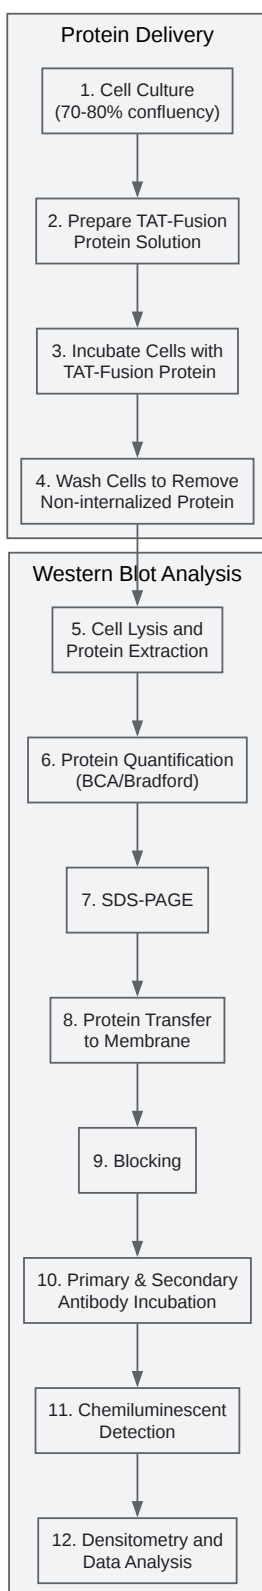 Protein Delivery
1. Cell Culture
(70-80% confluency)
2. Prepare TAT-Fusion
Protein Solution
3. Incubate Cells with
TAT-Fusion Protein
4. Wash Cells to Remove
Non-internalized Protein
Western Blot Analysis
5. Cell Lysis and
Protein Extraction
6. Protein Quantification
(BCA/Bradford)
7. SDS-PAGE
8. Protein Transfer
to Membrane
9. Blocking
10. Primary & Secondary
Antibody Incubation
11. Chemiluminescent
Detection
12. Densitometry and
Data Analysis